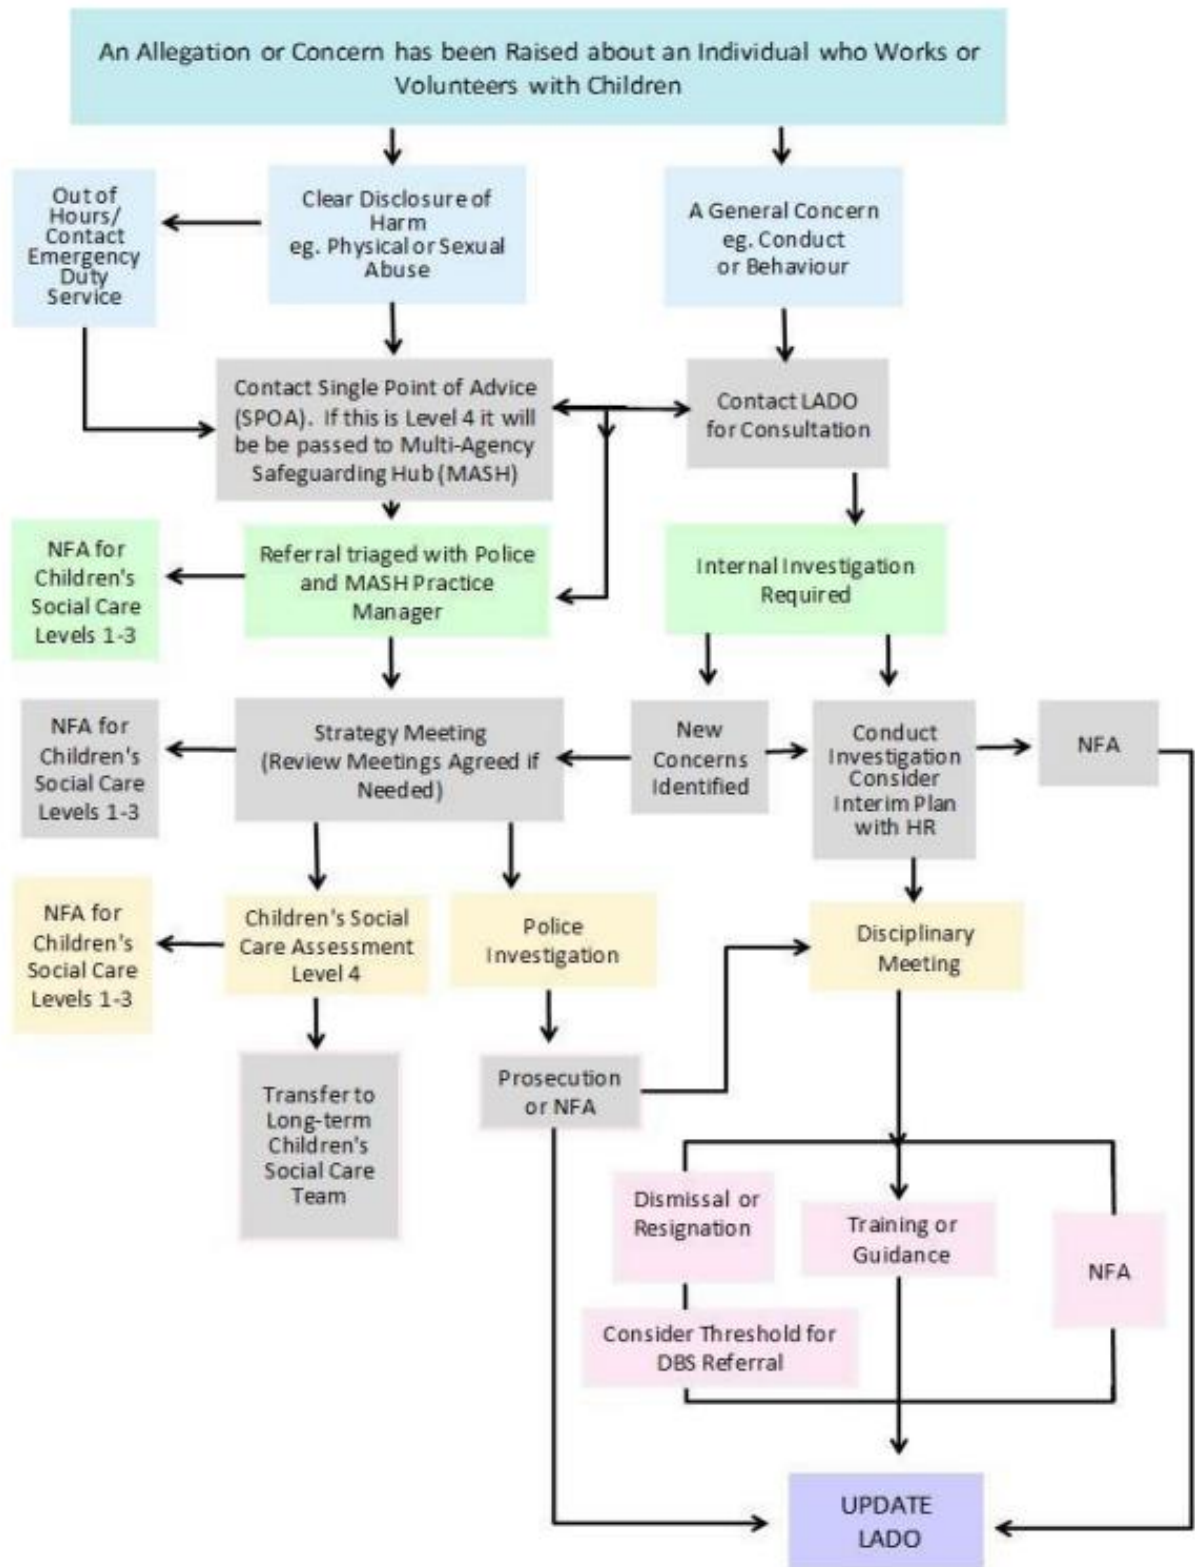 An Allegation or Concern has been Raised about an Individual who Works or
Volunteers with Children
Out of
Hours/
Contact
Emergency
Duty
Service
Clear Disclosure of
Harm
eg. Physical or Sexual
Abuse
A General Concern
eg. Conduct
or Behaviour
Contact Single Point of Advice
(SPOA). If this is Level 4 it will
be be passed to Multi-Agency
Safeguarding Hub (MASH)
Contact LADO
for Consultation
NFA for
Children's
Social Care
Levels 1-3
Referral triaged with Police
and MASH Practice
Manager
Internal Investigation
Required
NFA for
Children's
Social Care
Levels 1-3
Strategy Meeting
(Review Meetings Agreed if
Needed)
New
Concerns
Identified
Conduct
Investigation
Consider
Interim Plan
with HR
NFA
NFA for
Children's
Social Care
Levels 1-3
Children's Social
Care Assessment
Level 4
Police
Investigation
Disciplinary
Meeting
Transfer to
Long-term
Children's
Social Care
Team
Prosecution
or NFA
Dismissal or
Resignation
Training or
Guidance
NFA
Consider Threshold for
DBS Referral
UPDATE
LADO